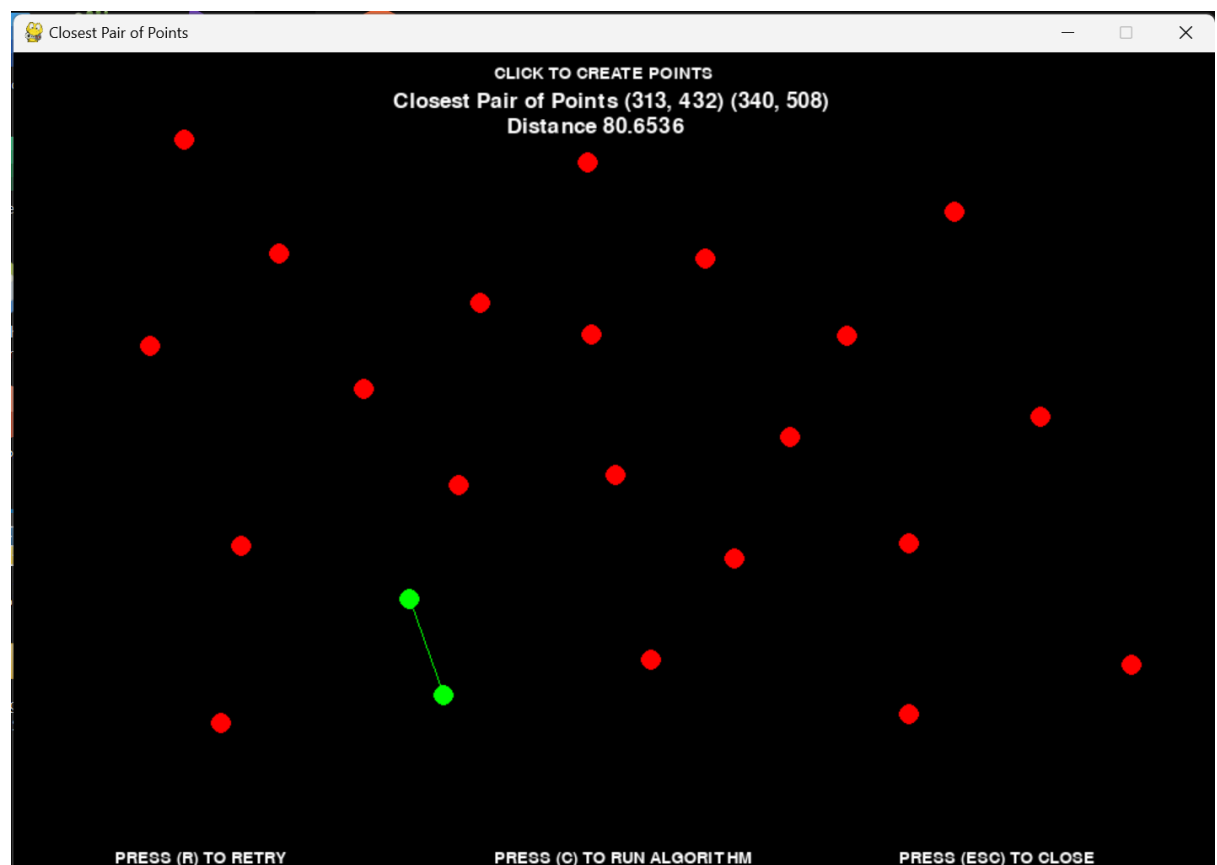 Closest Pair of Points
CLICK TO CREATE POINTS
Closest Pair of Points (313, 432) (340, 508)
Distance 80.6536
PRESS (R) TO RETRY
PRESS (C) TO RUN ALGORITHM
PRESS (ESC) TO CLOSE